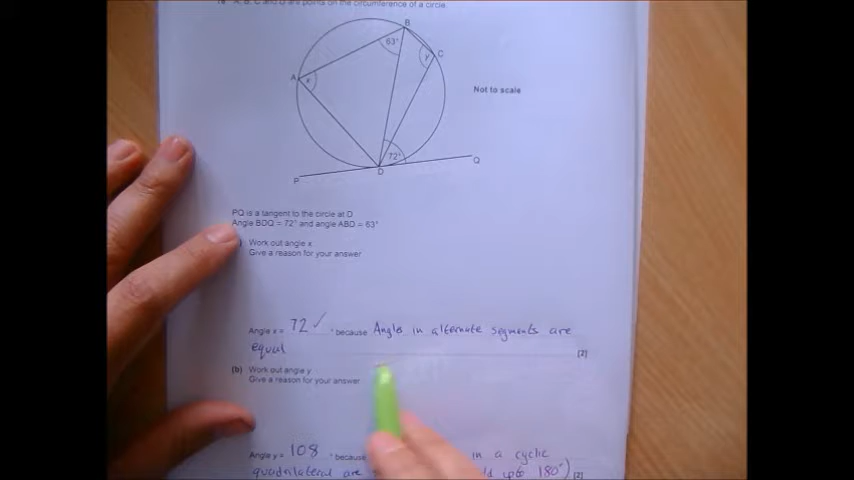 A, B, C and D are points on the circumference of a circle.
B
63°
C
y
A
x
Not to scale
72°
Q
P
D
PQ is a tangent to the circle at D
Angle BDQ = 72° and angle ABD = 63°
Work out angle x
Give a reason for your answer
Angle x = 72 ✓ ° because Angles in alternate segments are
equal
[2]
(b) Work out angle y
Give a reason for your answer
Angle y = 108 ° because in a cyclic
quadrilateral are upto 180°) [2]